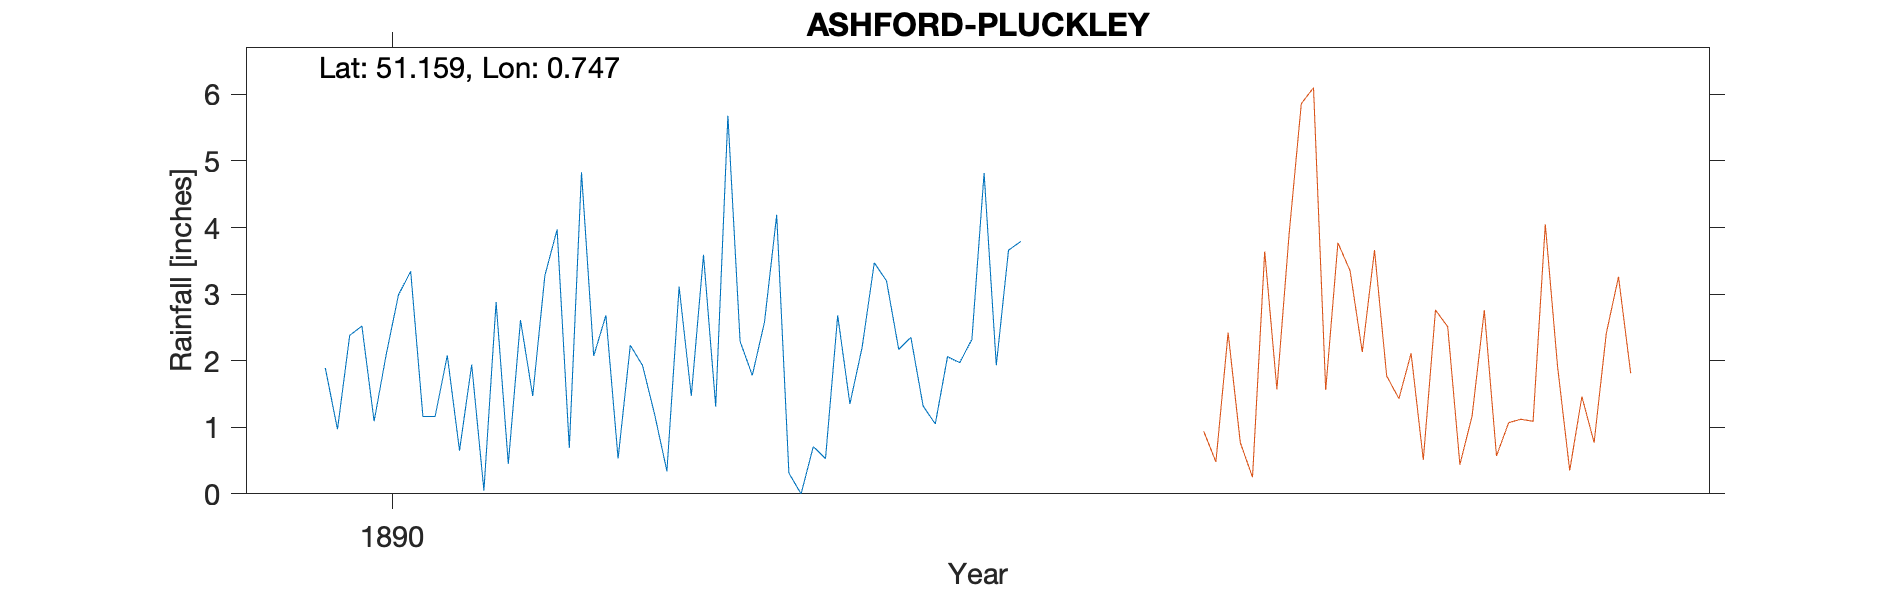 ASHFORD-PLUCKLEY
Lat: 51.159, Lon: 0.747
6
5
4
3
2
1
0
Rainfall [inches]
1890
Year